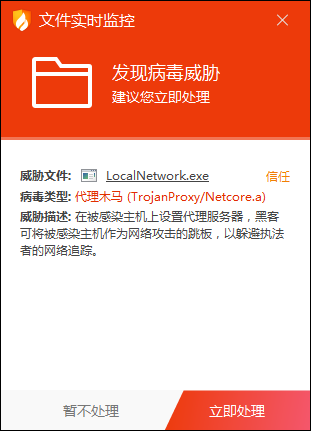 文件实时监控
发现病毒威胁
建议您立即处理
威胁文件: LocalNetwork.exe 信任
病毒类型: 代理木马 (TrojanProxy/Netcore.a)
威胁描述: 在被感染主机上设置代理服务器，黑客
可将被感染主机作为网络攻击的跳板，以躲避执法
者的网络追踪。
暂不处理 立即处理